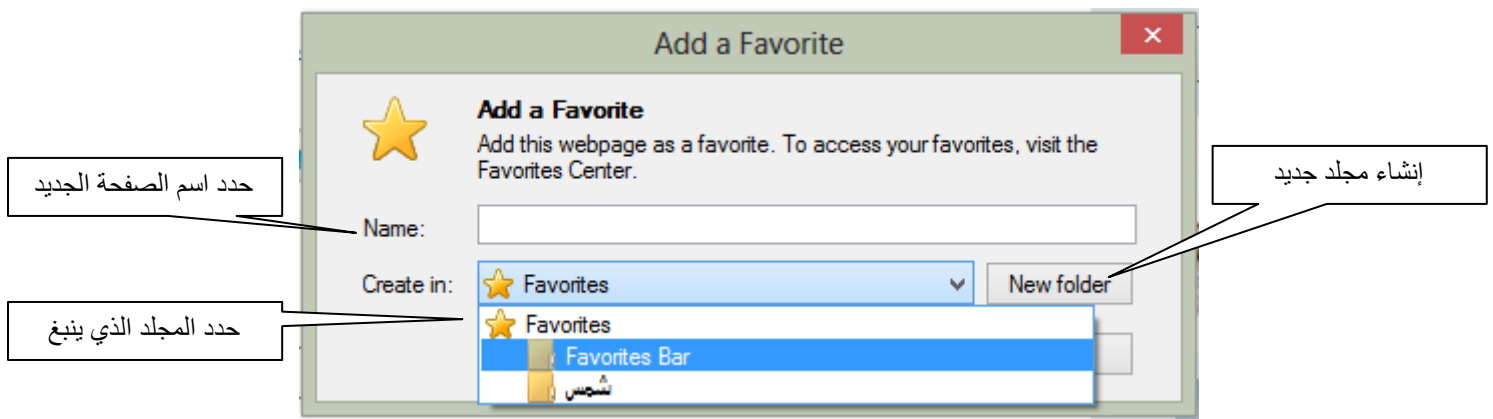 Add a Favorite
Add a Favorite
Add this webpage as a favorite. To access your favorites, visit the
Favorites Center.
حدد اسم الصفحة الجديد
إنشاء مجلد جديد
Name:
Create in:
Favorites
New folder
حدد المجلد الذي ينبغ
Favorites
Favorites Bar
شمس